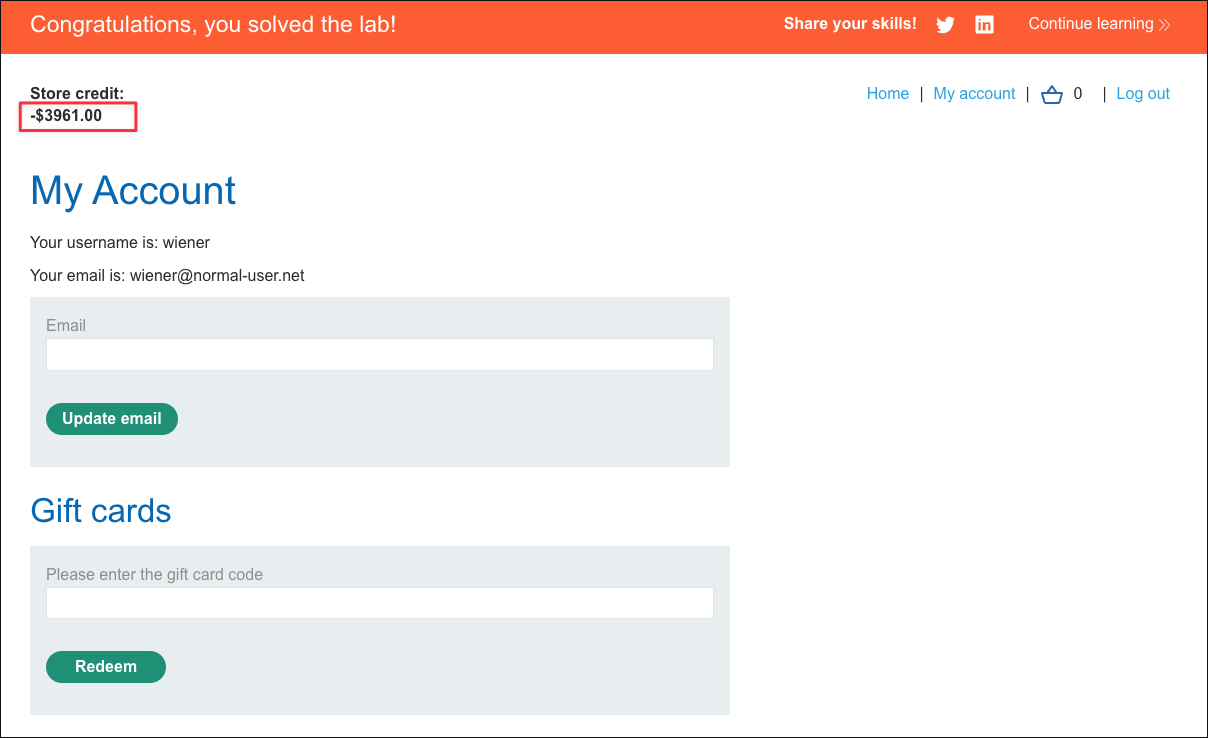 Congratulations, you solved the lab!
Share your skills!
Continue learning
Store credit:
-$3961.00
Home | My account | 0 | Log out
My Account
Your username is: wiener
Your email is: wiener@normal-user.net
Email
Update email
Gift cards
Please enter the gift card code
Redeem